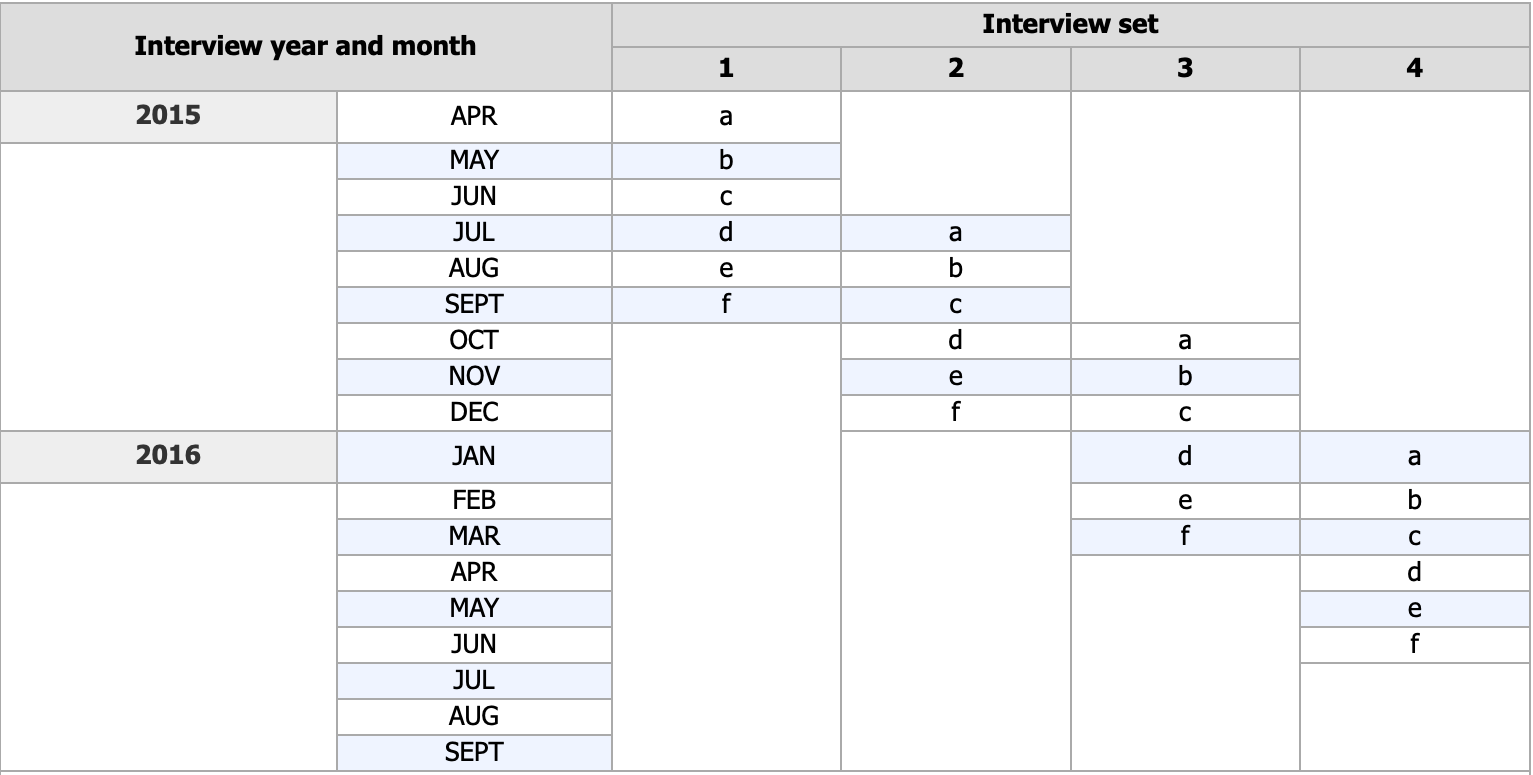 Interview year and month Interview set
1 2 3 4
2015 APR a
MAY b
JUN c
JUL d a
AUG e b
SEPT f c
OCT d a
NOV e b
DEC f c
2016 JAN d a
FEB e b
MAR f c
APR d
MAY e
JUN f
JUL
AUG
SEPT